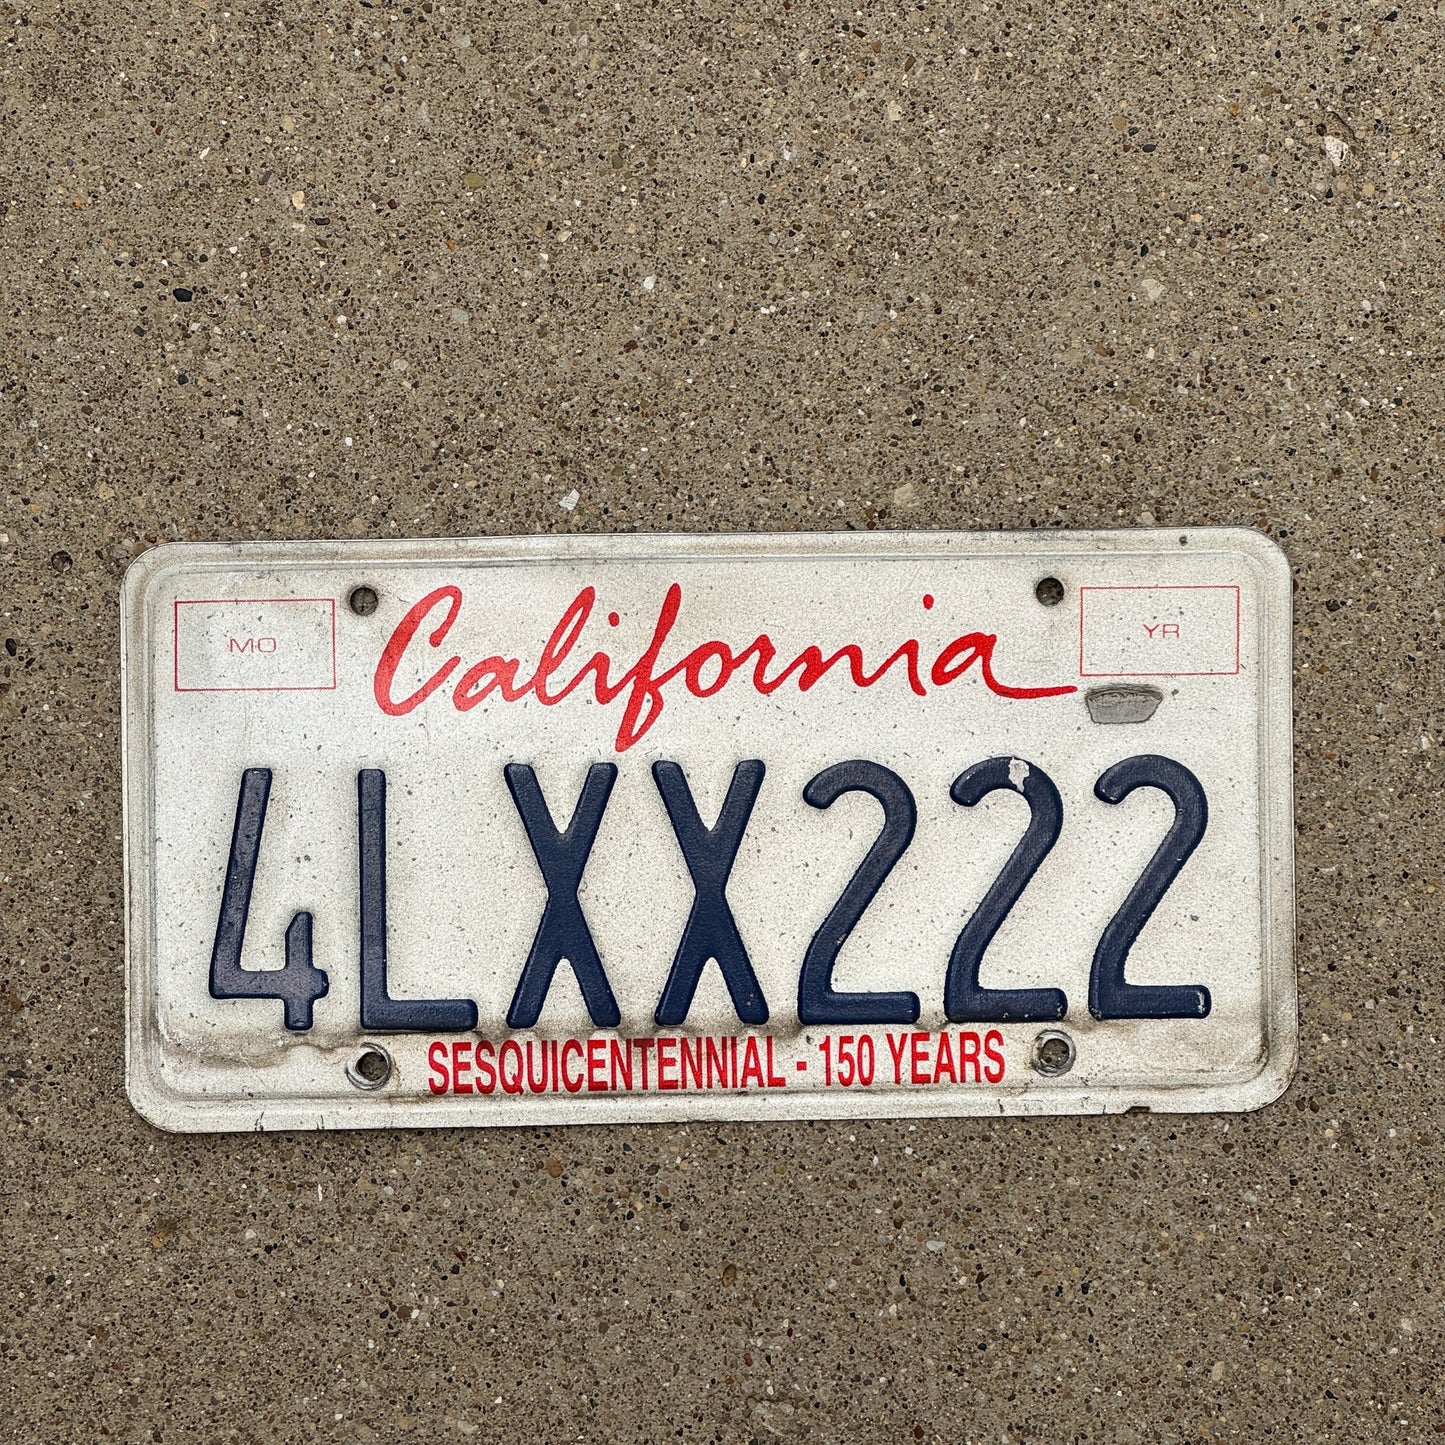 MO California YR
4LXX222
SESQUICENTENNIAL - 150 YEARS